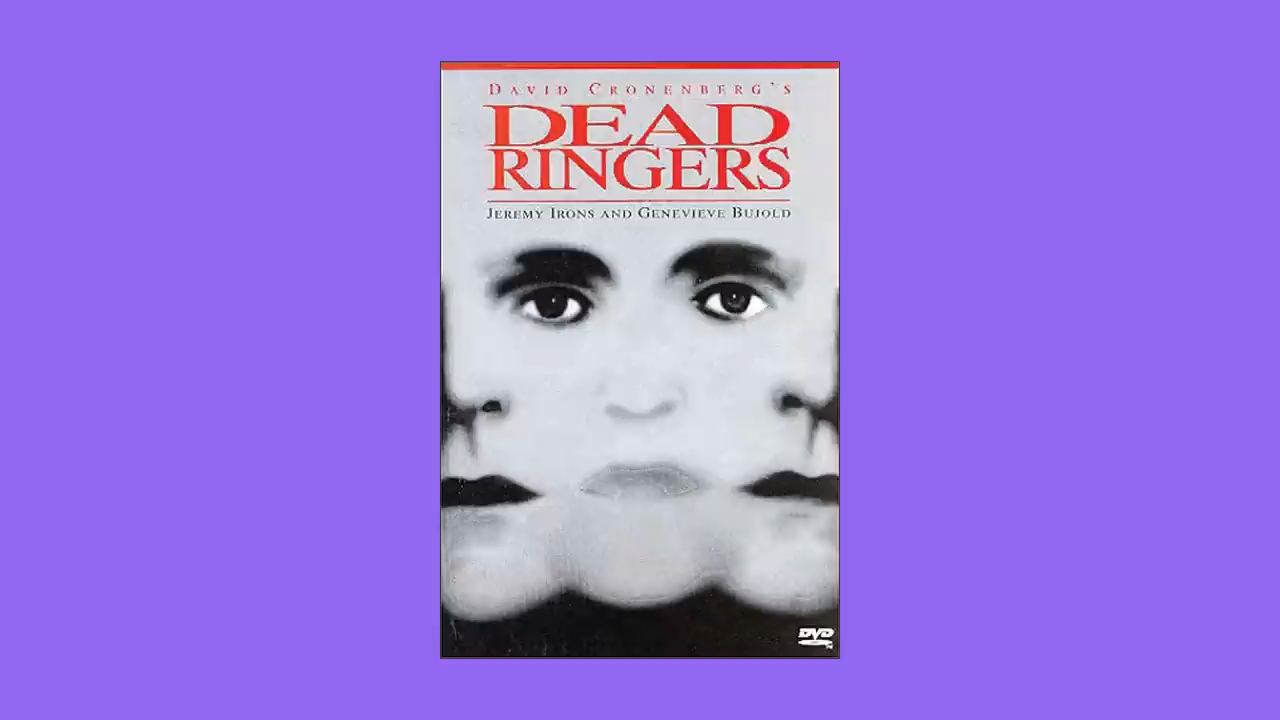 DAVID CRONENBERG'S
DEAD
RINGERS
JEREMY IRONS AND GENEVIEVE BUJOLD
DVD